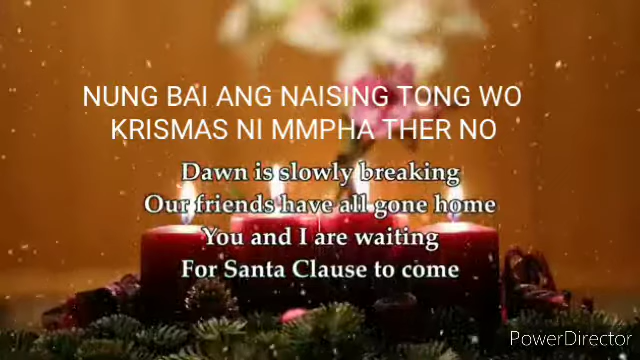 NUNG BAI ANG NAISING TONG WO
KRISMAS NI MMPHA THER NO
Dawn is slowly breaking
Our friends have all gone home
You and I are waiting
For Santa Clause to come
PowerDirector